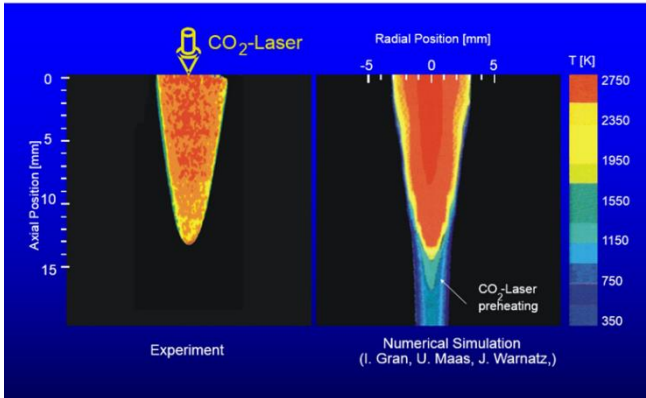 CO2-Laser
Radial Position [mm]
-5 0 5
T [K]
Axial Position [mm]
0
5
10
15
2750
2350
1950
1550
1150
750
350
CO2-Laser
preheating
Experiment
Numerical Simulation
(I. Gran, U. Maas, J. Warnatz,)